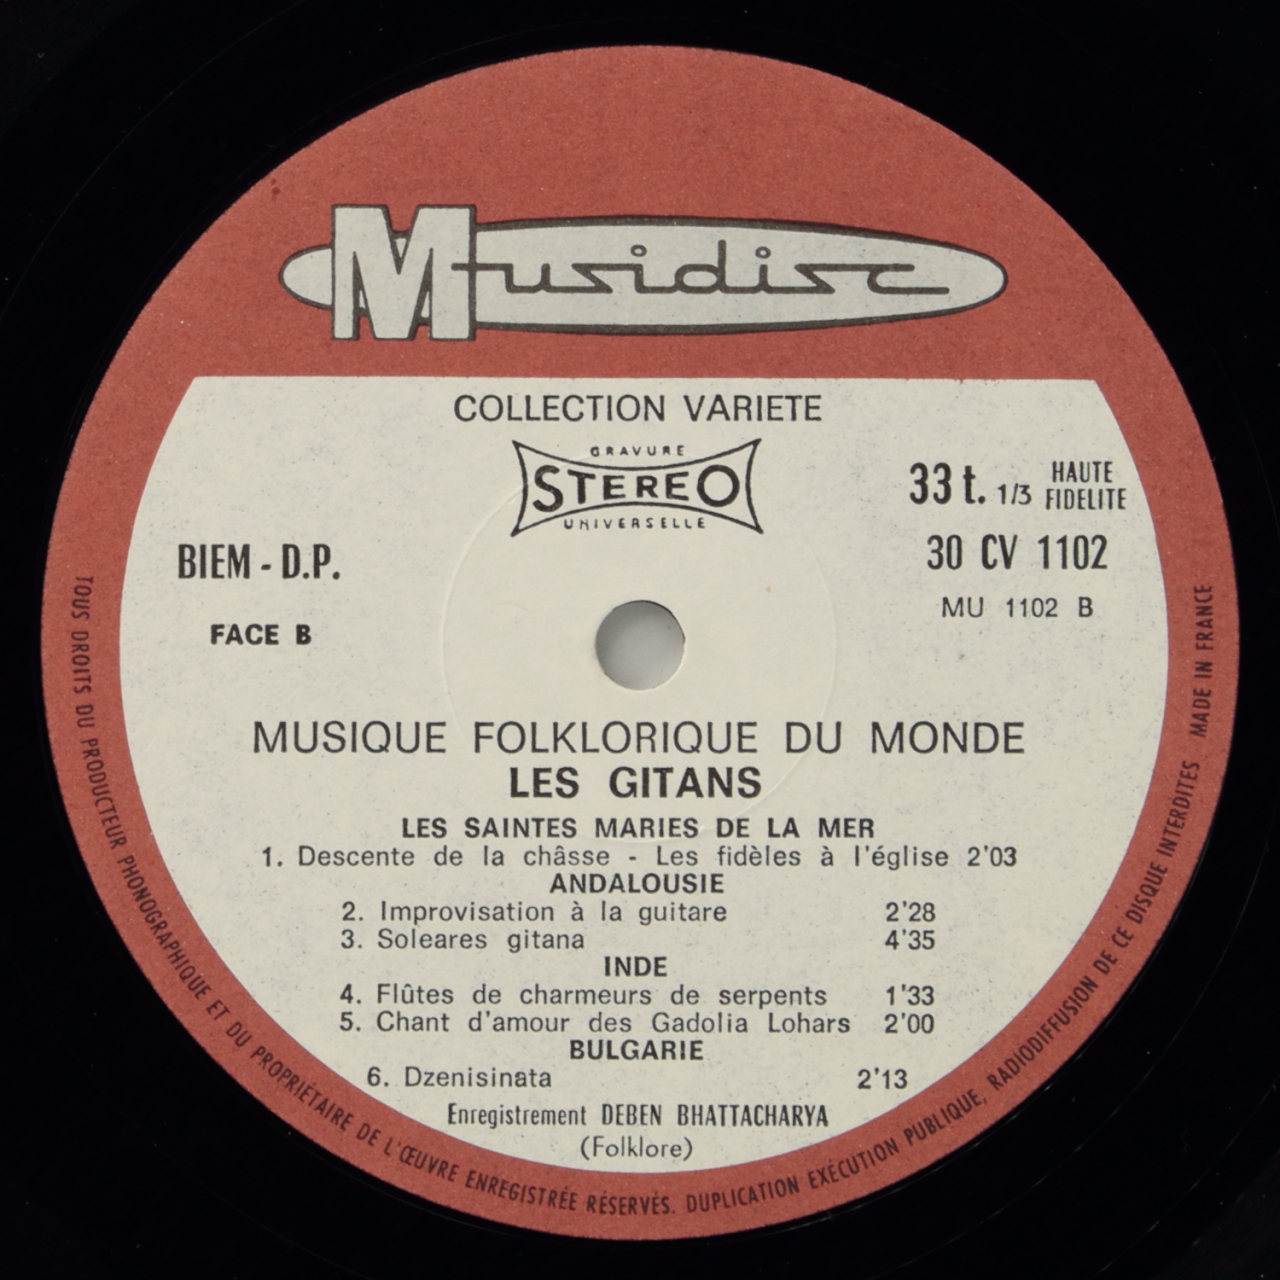 Musidisc
COLLECTION VARIETE
GRAVURE
STEREO
UNIVERSELLE
33 t. 1/3 HAUTE FIDELITE
BIEM - D.P.
30 CV 1102
MU 1102 B
FACE B
MUSIQUE FOLKLORIQUE DU MONDE
LES GITANS
LES SAINTES MARIES DE LA MER
1. Descente de la châsse - Les fidèles à l'église 2'03
ANDALOUSIE
2. Improvisation à la guitare 2'28
3. Soleares gitana 4'35
INDE
4. Flûtes de charmeurs de serpents 1'33
5. Chant d'amour des Gadolia Lohars 2'00
BULGARIE
6. Dzenisinata 2'13
Enregistrement DEBEN BHATTACHARYA
(Folklore)
TOUS DROITS DU PRODUCTEUR PHONOGRAPHIQUE ET DU PROPRIÉTAIRE DE L'ŒUVRE ENREGISTRÉE RÉSERVÉS. DUPLICATION EXÉCUTION PUBLIQUE, RADIODIFFUSION DE CE DISQUE INTERDITES MADE IN FRANCE